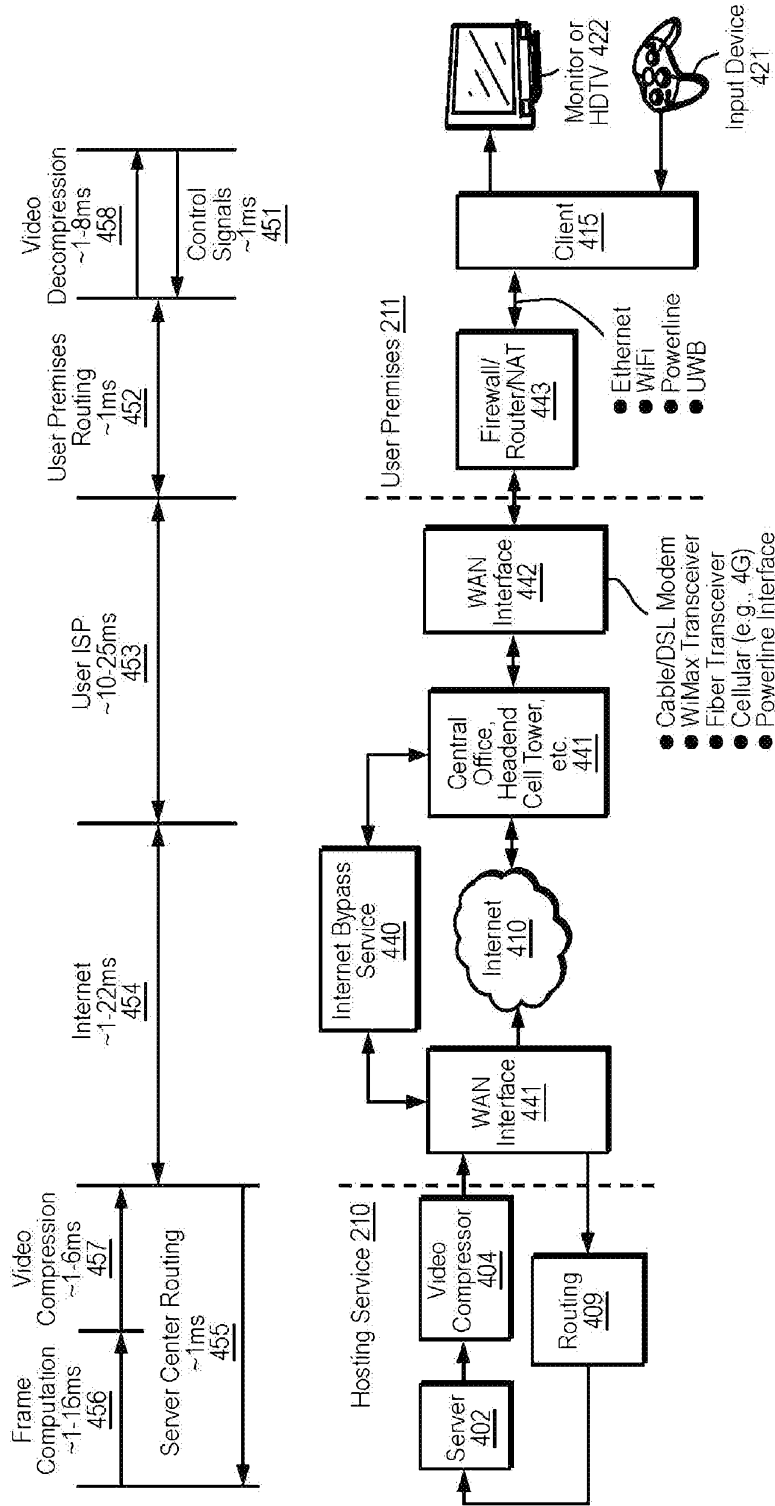 Frame
Computation
~1-16ms
456
Video
Compression
~1-6ms
457
Server Center Routing
~1ms
455
Internet
~1-22ms
454
User ISP
~10-25ms
453
User Premises
Routing
~1ms
452
Video
Decompression
~1-8ms
458
Control
Signals
~1ms
451
Hosting Service 210
Server
402
Video
Compressor
404
Routing
409
WAN
Interface
441
Internet Bypass
Service
440
Internet
410
Central
Office,
Headend
Cell Tower,
etc.
441
WAN
Interface
442
● Cable/DSL Modem
● WiMax Transceiver
● Fiber Transceiver
● Cellular (e.g., 4G)
● Powerline Interface
User Premises 211
Firewall/
Router/NAT
443
● Ethernet
● WiFi
● Powerline
● UWB
Client
415
Monitor or
HDTV 422
Input Device
421